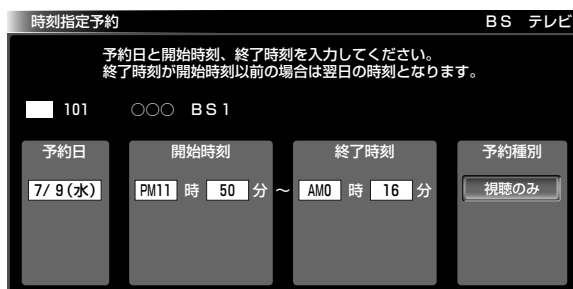 時刻指定予約 BS テレビ
予約日と開始時刻、終了時刻を入力してください。
終了時刻が開始時刻以前の場合は翌日の時刻となります。
101 ○○○ BS1
予約日 開始時刻 終了時刻 予約種別
7/ 9(水) PM11 時 50 分 ~ AM0 時 16 分 視聴のみ